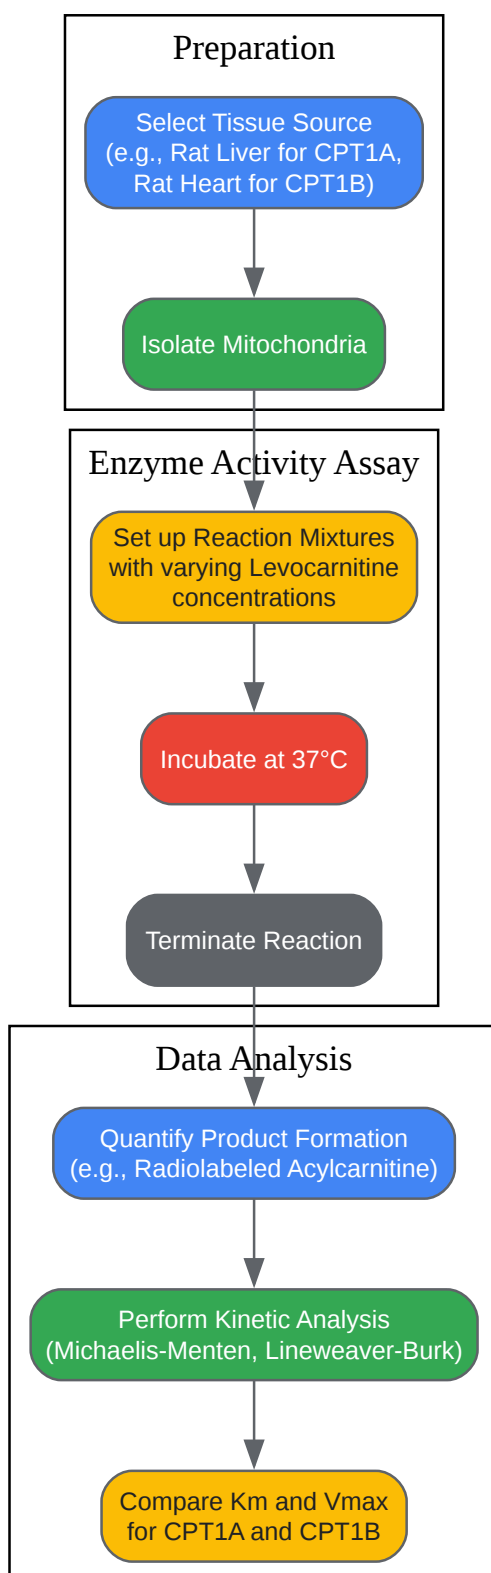 Preparation
Select Tissue Source
(e.g., Rat Liver for CPT1A,
Rat Heart for CPT1B)
Isolate Mitochondria
Enzyme Activity Assay
Set up Reaction Mixtures
with varying Levocarnitine
concentrations
Incubate at 37°C
Terminate Reaction
Data Analysis
Quantify Product Formation
(e.g., Radiolabeled Acylcarnitine)
Perform Kinetic Analysis
(Michaelis-Menten, Lineweaver-Burk)
Compare Km and Vmax
for CPT1A and CPT1B